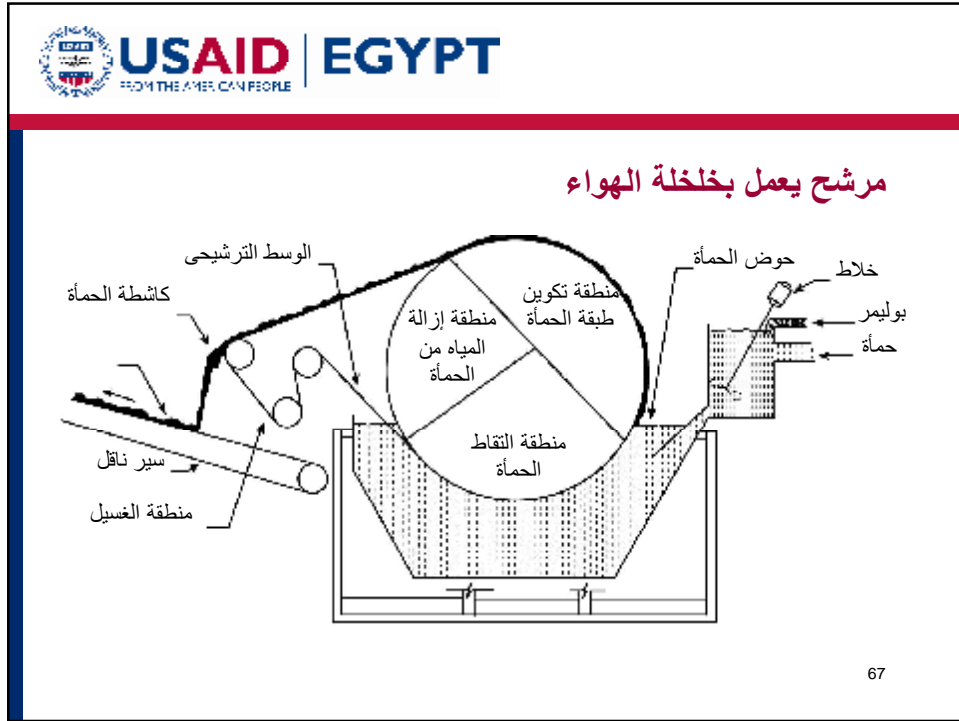 USAID | EGYPT
FROM THE AMERICAN PEOPLE
مرشح يعمل بخلخلة الهواء
الوسط الترشيحى
حوض الحمأة
خلاط
كاشطة الحمأة
منطقة تكوين
طبقة الحمأة
بوليمر
منطقة إزالة
المياه من
الحمأة
حمأة
منطقة التقاط
الحمأة
سير ناقل
منطقة الغسيل
67